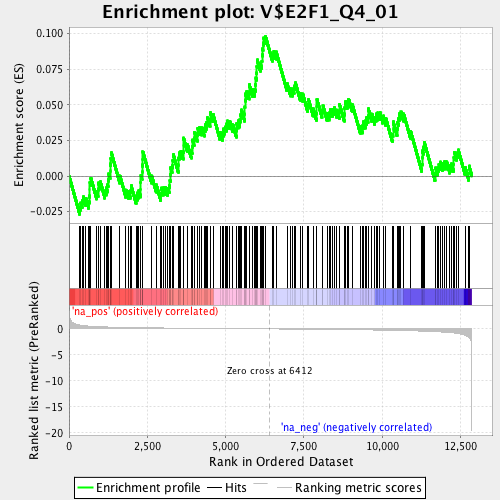 Enrichment plot: V$E2F1_Q4_01
Enrichment score (ES)
0.100
0.075
0.050
0.025
0.000
-0.025
'na_pos' (positively correlated)
Ranked list metric (PreRanked)
0
-5
-10
-15
-20
Zero cross at 6412
'na_neg' (negatively correlated)
0
2,500
5,000
7,500
10,000
12,500
Rank in Ordered Dataset
Enrichment profile
Hits
Ranking metric scores